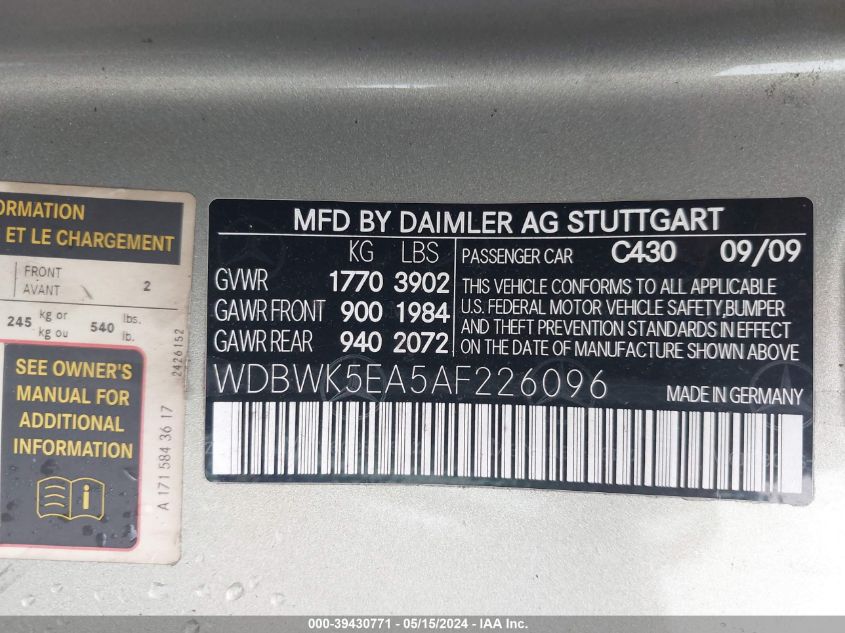 ORMATION
ET LE CHARGEMENT
FRONT
AVANT 2
245 kg or 540 lbs.
kg ou lb.
SEE OWNER'S
MANUAL FOR
ADDITIONAL
INFORMATION
i
A 171 584 36 17
2426152
MFD BY DAIMLER AG STUTTGART
KG LBS
GVWR 1770 3902
GAWR FRONT 900 1984
GAWR REAR 940 2072
PASSENGER CAR C430 09/09
THIS VEHICLE CONFORMS TO ALL APPLICABLE
U.S. FEDERAL MOTOR VEHICLE SAFETY,BUMPER
AND THEFT PREVENTION STANDARDS IN EFFECT
ON THE DATE OF MANUFACTURE SHOWN ABOVE
WDBWK5EA5AF226096
MADE IN GERMANY
000-39430771 - 05/15/2024 - IAA Inc.